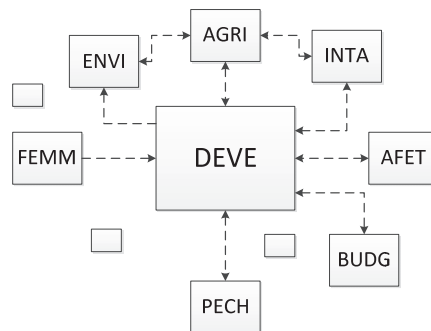 AGRI
ENVI
INTA
DEVE
FEMM
AFET
BUDG
PECH